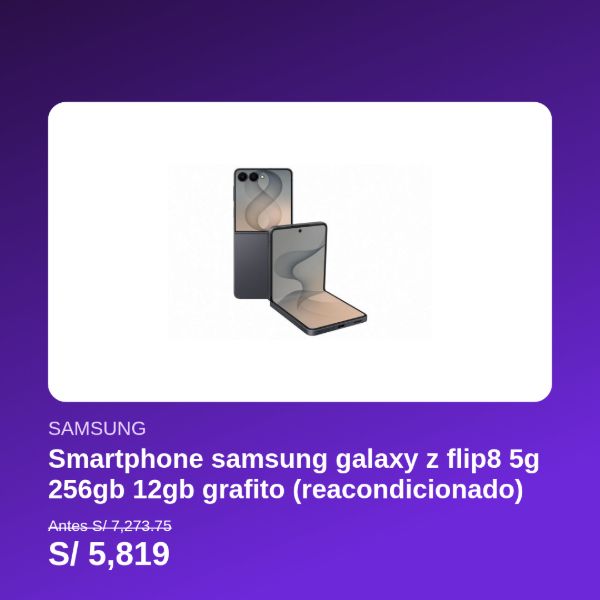 SAMSUNG
Smartphone samsung galaxy z flip8 5g
256gb 12gb grafito (reacondicionado)
Antes S/ 7,273.75
S/ 5,819